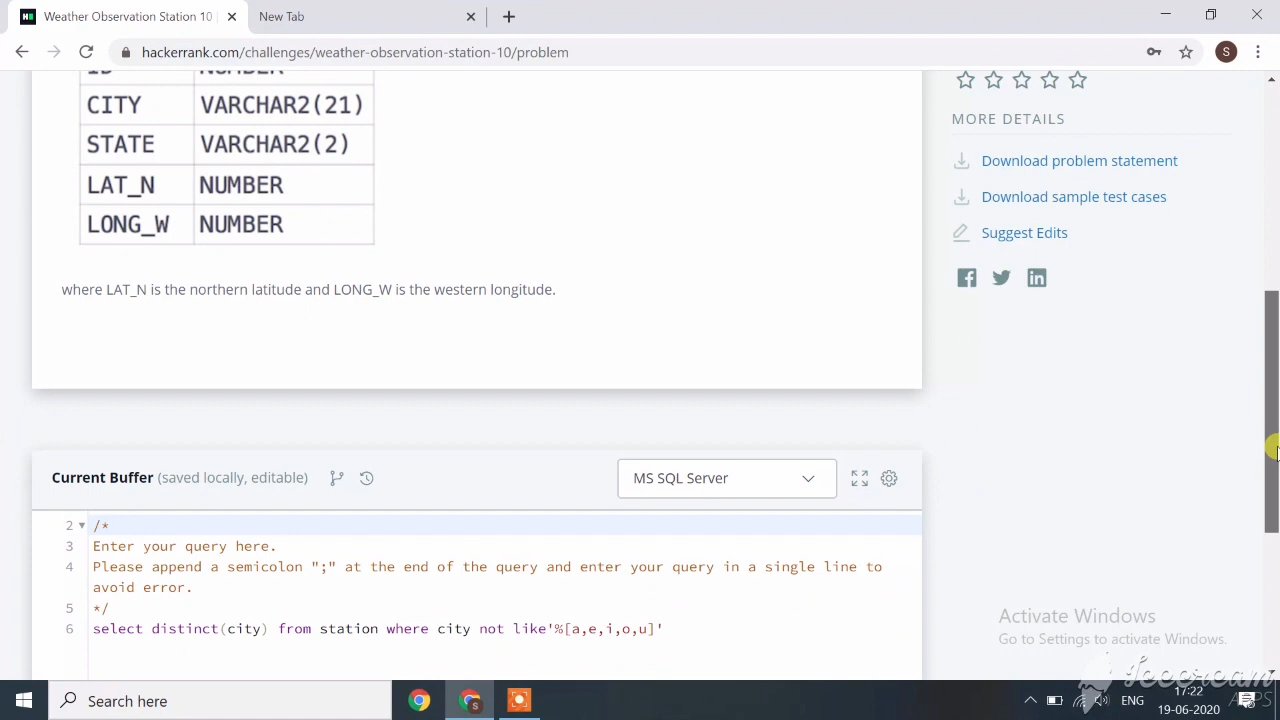 Weather Observation Station 10
New Tab
hackerrank.com/challenges/weather-observation-station-10/problem
S
ID NUMBER
CITY VARCHAR2(21)
STATE VARCHAR2(2)
LAT_N NUMBER
LONG_W NUMBER
where LAT_N is the northern latitude and LONG_W is the western longitude.
MORE DETAILS
Download problem statement
Download sample test cases
Suggest Edits
Current Buffer (saved locally, editable)
MS SQL Server
2 /*
3 Enter your query here.
4 Please append a semicolon ";" at the end of the query and enter your query in a single line to
avoid error.
5 */
6 select distinct(city) from station where city not like'%[a,e,i,o,u]'
Activate Windows
Go to Settings to activate Windows.
Search here
ENG
17:22
19-06-2020
APPS